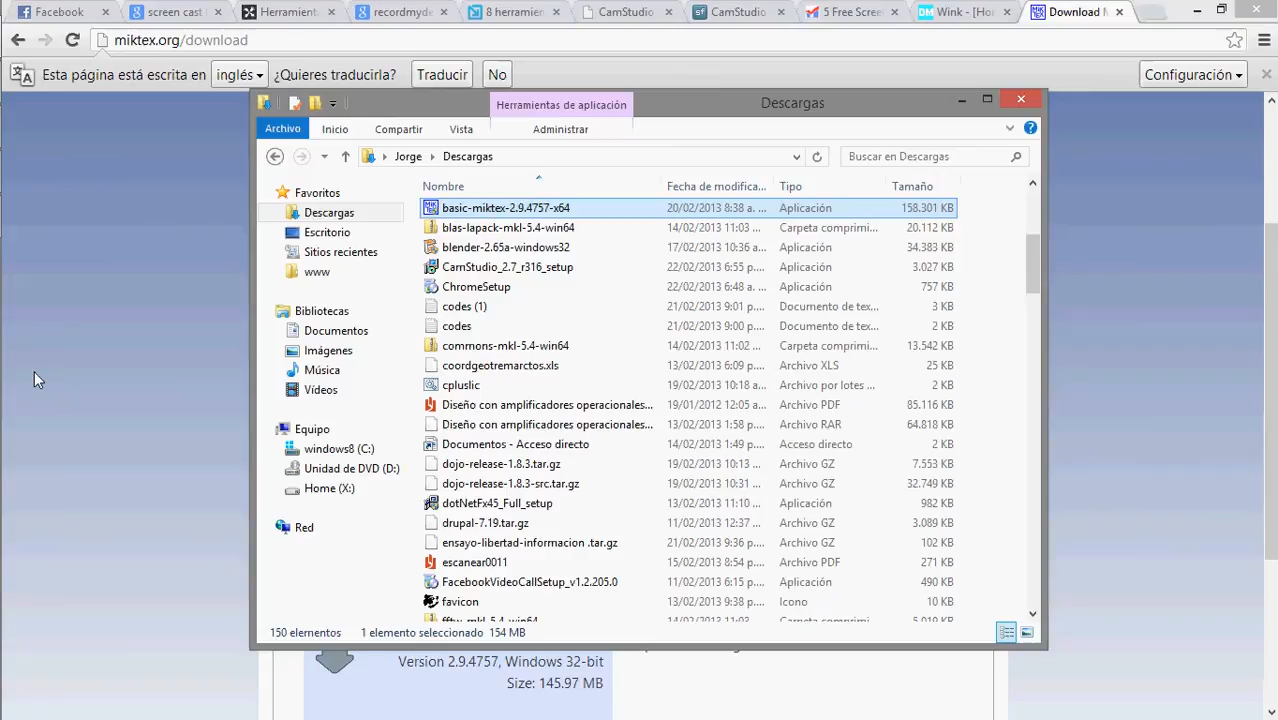 Facebook
screen cast
Herramient
recordmyde
8 herramien
CamStudio
CamStudio
5 Free Scree
Wink - [Ho
Download M
miktex.org/download
Esta página está escrita en inglés ¿Quieres traducirla? Traducir No Configuración
Herramientas de aplicación
Descargas
Archivo Inicio Compartir Vista Administrar
Jorge Descargas
Buscar en Descargas
Nombre Fecha de modifica... Tipo Tamaño
Favoritos
Descargas
Escritorio
Sitios recientes
www
Bibliotecas
Documentos
Imágenes
Música
Vídeos
Equipo
windows8 (C:)
Unidad de DVD (D:)
Home (X:)
Red
basic-miktex-2.9.4757-x64 20/02/2013 8:38 a. ... Aplicación 158.301 KB
blas-lapack-mkl-5.4-win64 14/02/2013 11:03 ... Carpeta comprimi... 20.112 KB
blender-2.65a-windows32 17/02/2013 10:36 a... Aplicación 34.383 KB
CamStudio_2.7_r316_setup 22/02/2013 6:55 p.... Aplicación 3.027 KB
ChromeSetup 22/02/2013 6:48 a.... Aplicación 757 KB
codes (1) 21/02/2013 9:01 p.... Documento de tex... 3 KB
codes 21/02/2013 9:00 p.... Documento de tex... 2 KB
commons-mkl-5.4-win64 14/02/2013 11:02 ... Carpeta comprimi... 13.542 KB
coordgeotremarctos.xls 13/02/2013 6:09 p.... Archivo XLS 25 KB
cpluslic 19/02/2013 10:18 a... Archivo por lotes ... 2 KB
Diseño con amplificadores operacionales... 19/01/2012 12:05 a... Archivo PDF 85.116 KB
Diseño con amplificadores operacionales... 13/02/2013 1:58 p.... Archivo RAR 64.818 KB
Documentos - Acceso directo 14/02/2013 1:49 p.... Acceso directo 2 KB
dojo-release-1.8.3.tar.gz 19/02/2013 10:13 ... Archivo GZ 7.553 KB
dojo-release-1.8.3-src.tar.gz 19/02/2013 10:31 ... Archivo GZ 32.749 KB
dotNetFx45_Full_setup 13/02/2013 11:10 ... Aplicación 982 KB
drupal-7.19.tar.gz 11/02/2013 12:37 ... Archivo GZ 3.089 KB
ensayo-libertad-informacion .tar.gz 21/02/2013 9:36 p.... Archivo GZ 102 KB
escanear0011 15/02/2013 8:54 p.... Archivo PDF 271 KB
FacebookVideoCallSetup_v1.2.205.0 11/02/2013 6:15 p.... Aplicación 490 KB
favicon 13/02/2013 9:38 p.... Icono 10 KB
fftw-mkl-5.4-win64 14/02/2013 11:03 ... Carpeta comprimi... 5.019 KB
150 elementos 1 elemento seleccionado 154 MB
Version 2.9.4757, Windows 32-bit
Size: 145.97 MB